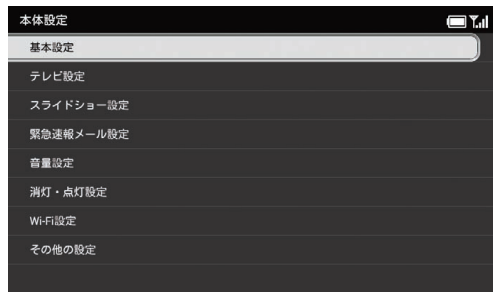 本体設定
基本設定
テレビ設定
スライドショー設定
緊急速報メール設定
音量設定
消灯・点灯設定
Wi-Fi設定
その他の設定